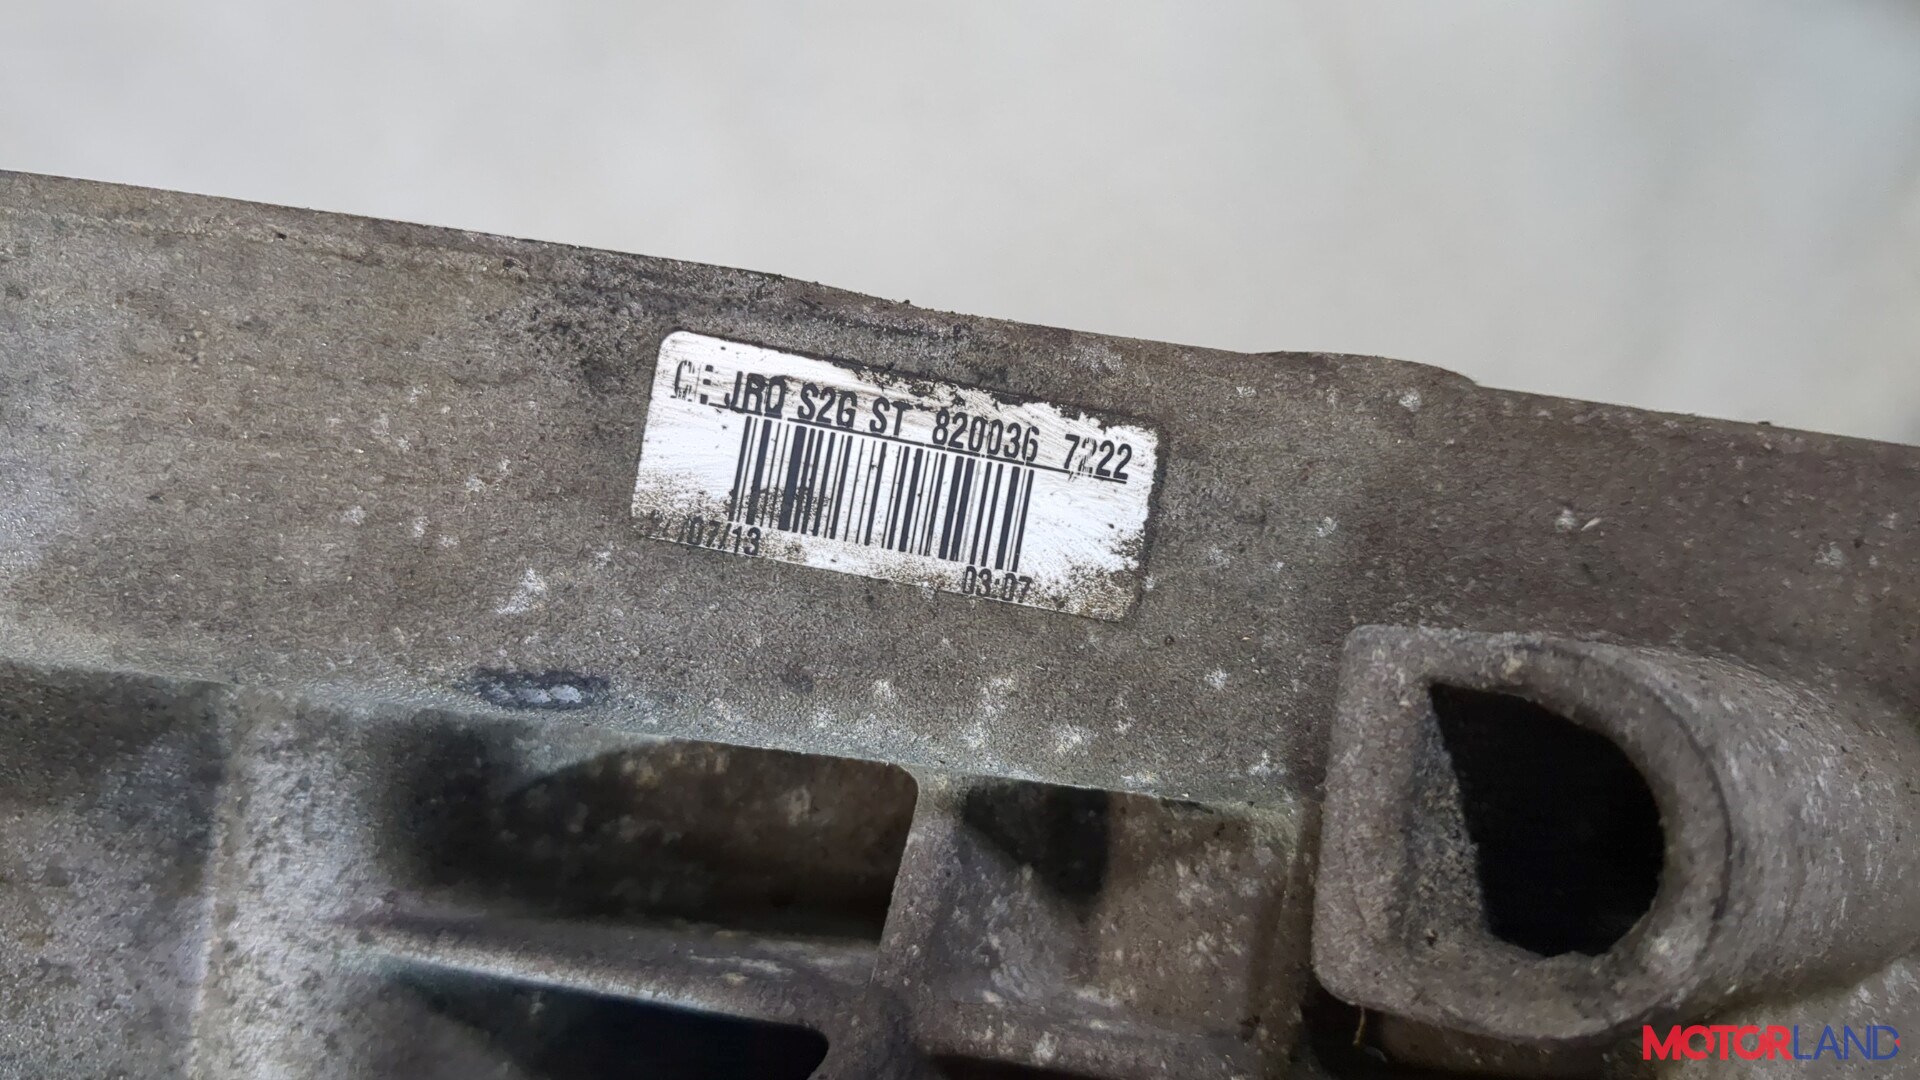 JRQ S2G ST 820036 7222
/07/13
03:07
MOTORLAND